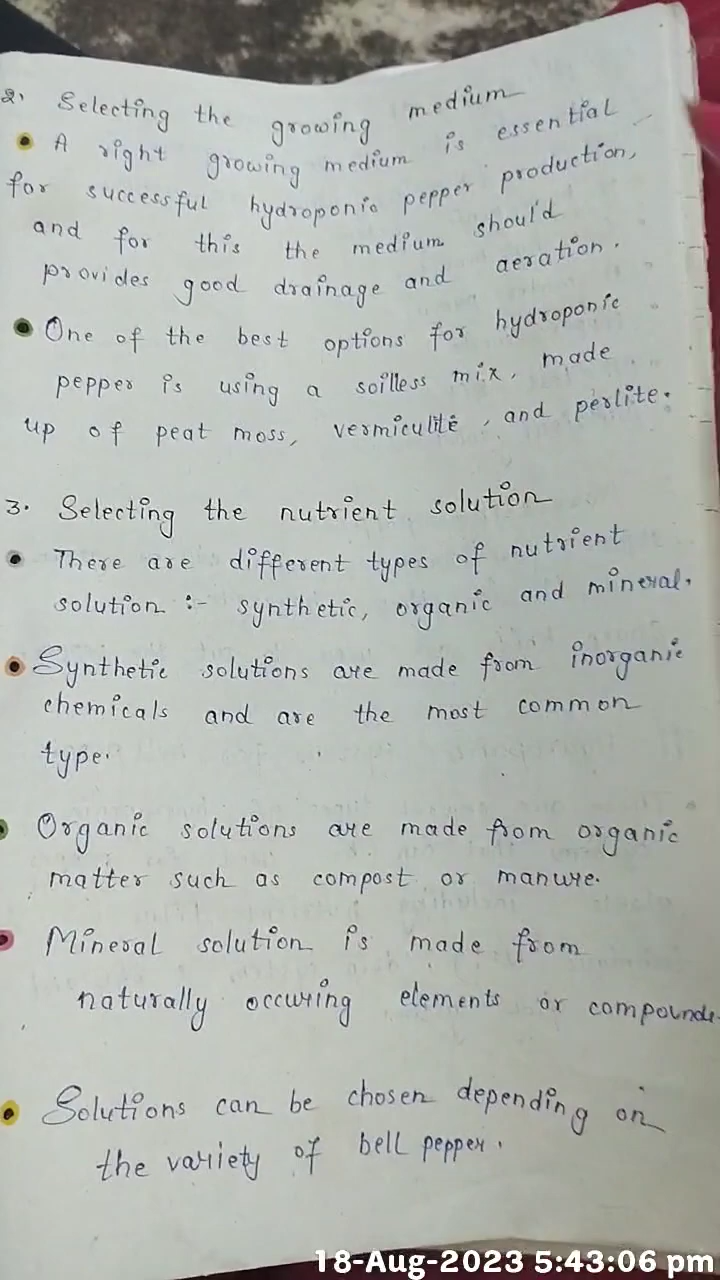 2. Selecting the growing medium
A right growing medium is essential
for successful hydroponic pepper production,
and for this the medium should
provides good drainage and aeration.
One of the best options for hydroponic
pepper is using a soilless mix, made
up of peat moss, vermiculite, and perlite.
3. Selecting the nutrient solution
There are different types of nutrient
solution :- synthetic, organic and mineral.
Synthetic solutions are made from inorganic
chemicals and are the most common
type.
Organic solutions are made from organic
matter such as compost or manure.
Mineral solution is made from
naturally occuring elements or compounds
Solutions can be chosen depending on
the variety of bell pepper.
18-Aug-2023 5:43:06 pm